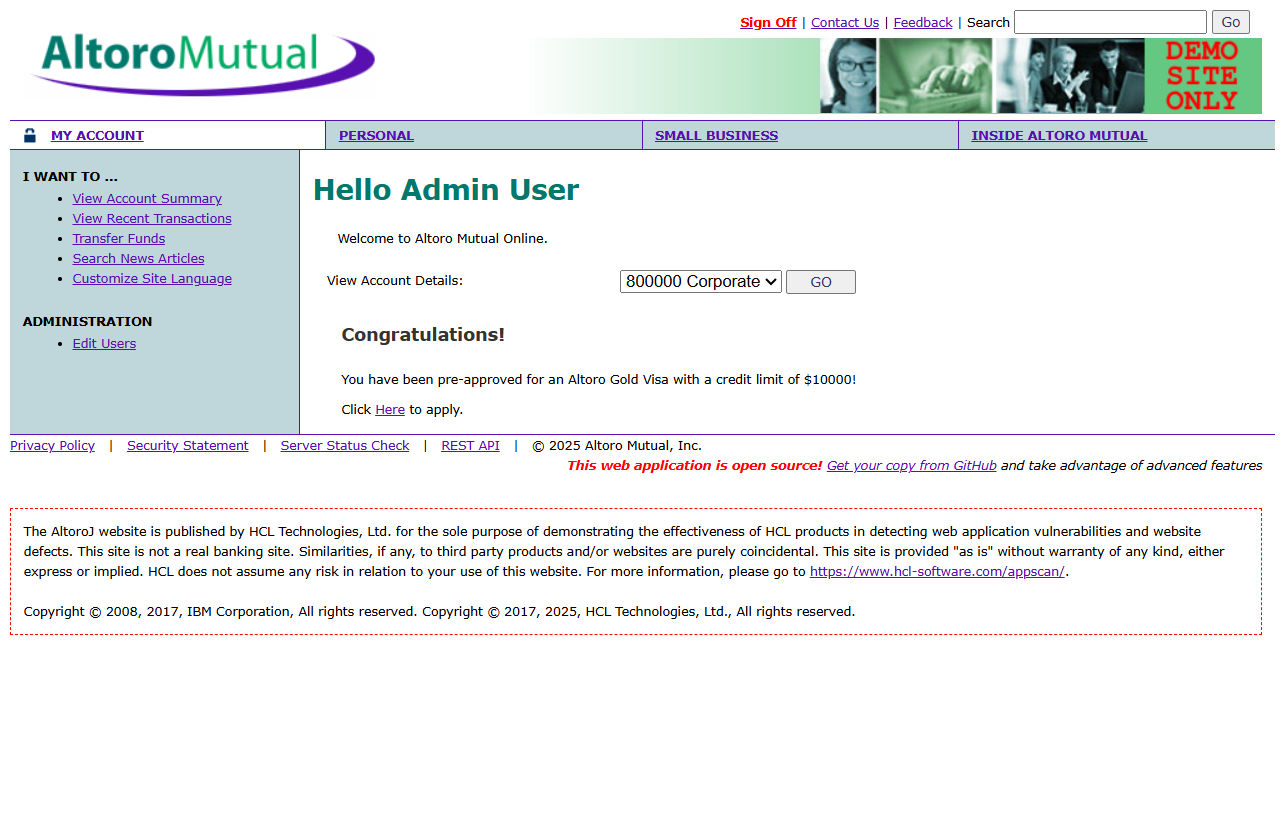 Sign Off | Contact Us | Feedback | Search Go
AltoroMutual
DEMO
SITE
ONLY
MY ACCOUNT PERSONAL SMALL BUSINESS INSIDE ALTORO MUTUAL
I WANT TO ...
• View Account Summary
• View Recent Transactions
• Transfer Funds
• Search News Articles
• Customize Site Language
ADMINISTRATION
• Edit Users
Hello Admin User
Welcome to Altoro Mutual Online.
View Account Details: 800000 Corporate GO
Congratulations!
You have been pre-approved for an Altoro Gold Visa with a credit limit of $10000!
Click Here to apply.
Privacy Policy | Security Statement | Server Status Check | REST API | © 2025 Altoro Mutual, Inc.
This web application is open source! Get your copy from GitHub and take advantage of advanced features
The AltoroJ website is published by HCL Technologies, Ltd. for the sole purpose of demonstrating the effectiveness of HCL products in detecting web application vulnerabilities and website
defects. This site is not a real banking site. Similarities, if any, to third party products and/or websites are purely coincidental. This site is provided "as is" without warranty of any kind, either
express or implied. HCL does not assume any risk in relation to your use of this website. For more information, please go to https://www.hcl-software.com/appscan/.
Copyright © 2008, 2017, IBM Corporation, All rights reserved. Copyright © 2017, 2025, HCL Technologies, Ltd., All rights reserved.